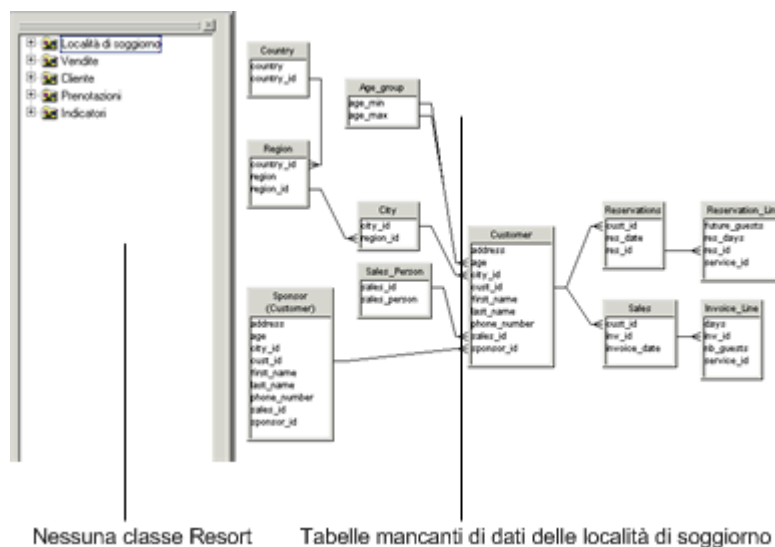 Località di soggiorno
Vendite
Cliente
Prenotazioni
Indicatori
Country
country
country_id
Age_group
age_min
age_max
Region
country_id
region
region_id
City
city_id
region_id
Sales_Person
sales_id
sales_person
Sponsor
(Customer)
address
age
city_id
cust_id
first_name
last_name
phone_number
sales_id
sponsor_id
Customer
address
age
city_id
cust_id
first_name
last_name
phone_number
sales_id
sponsor_id
Reservations
cust_id
res_date
res_id
Reservation_Lin
future_guests
res_days
res_id
service_id
Sales
cust_id
inv_id
invoice_date
Invoice_Line
days
inv_id
nb_guests
service_id
Nessuna classe Resort
Tabelle mancanti di dati delle località di soggiorno